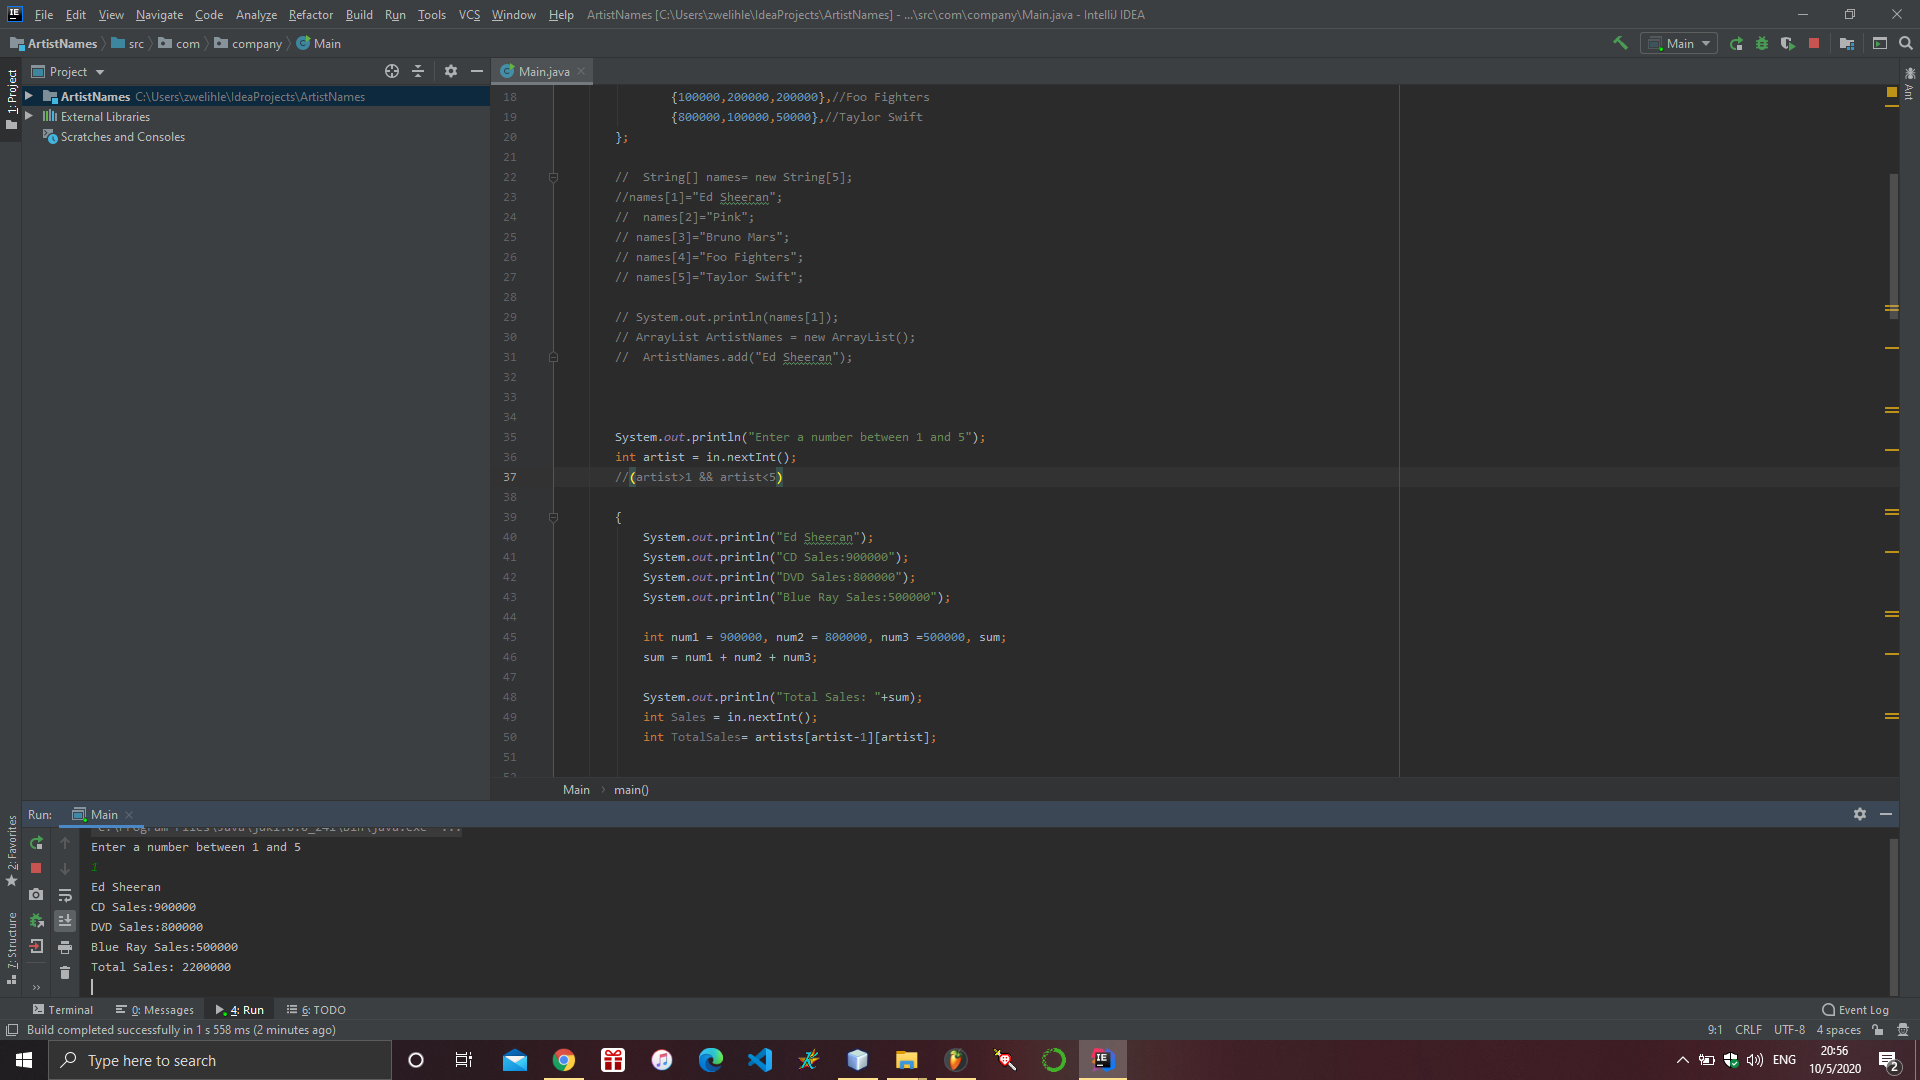 File Edit View Navigate Code Analyze Refactor Build Run Tools VCS Window Help ArtistNames [C:\Users\zwelihle\IdeaProjects\ArtistNames] - ...\src\com\company\Main.java - IntelliJ IDEA
ArtistNames src com company Main Main
1: Project
Project
Main.java
Ant
ArtistNames C:\Users\zwelihle\IdeaProjects\ArtistNames
External Libraries
Scratches and Consoles
18 {100000,200000,200000},//Foo Fighters
19 {800000,100000,50000},//Taylor Swift
20 };
21
22 //  String[] names= new String[5];
23 //names[1]="Ed Sheeran";
24 //  names[2]="Pink";
25 // names[3]="Bruno Mars";
26 // names[4]="Foo Fighters";
27 // names[5]="Taylor Swift";
28
29 // System.out.println(names[1]);
30 // ArrayList ArtistNames = new ArrayList();
31 //  ArtistNames.add("Ed Sheeran");
32
33
34
35 System.out.println("Enter a number between 1 and 5");
36 int artist = in.nextInt();
37 //(artist>1 && artist<5)
38
39 {
40 System.out.println("Ed Sheeran");
41 System.out.println("CD Sales:900000");
42 System.out.println("DVD Sales:800000");
43 System.out.println("Blue Ray Sales:500000");
44
45 int num1 = 900000, num2 = 800000, num3 =500000, sum;
46 sum = num1 + num2 + num3;
47
48 System.out.println("Total Sales: "+sum);
49 int Sales = in.nextInt();
50 int TotalSales= artists[artist-1][artist];
51
52
Main main()
Run: Main
2: Favorites
7: Structure
"C:\Program Files\Java\jdk1.8.0_241\bin\java.exe" ...
Enter a number between 1 and 5
1
Ed Sheeran
CD Sales:900000
DVD Sales:800000
Blue Ray Sales:500000
Total Sales: 2200000
Terminal 0: Messages 4: Run 6: TODO Event Log
Build completed successfully in 1 s 558 ms (2 minutes ago) 9:1 CRLF UTF-8 4 spaces
Type here to search
ENG
20:56
10/5/2020
2